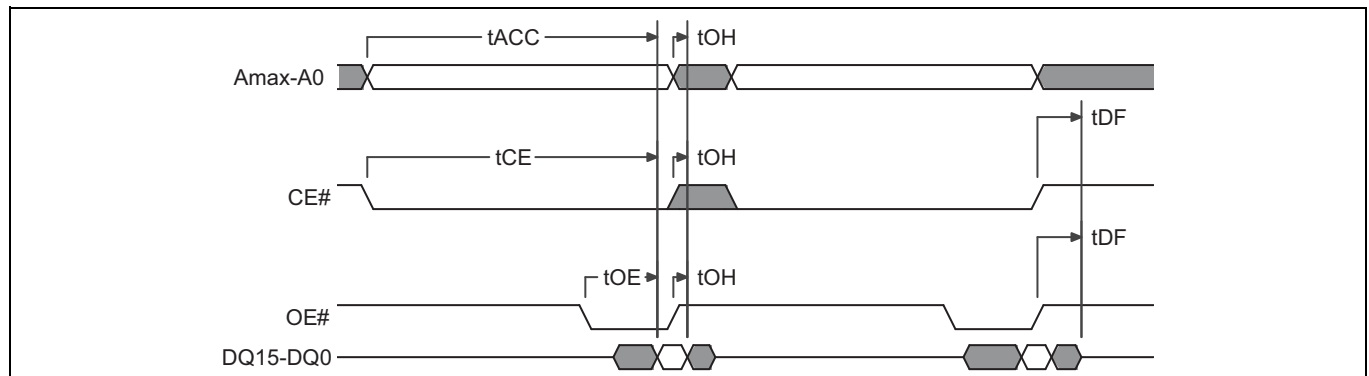 tACC tOH
Amax-A0
tDF
tCE tOH
CE#
tDF
tOE tOH
OE#
DQ15-DQ0